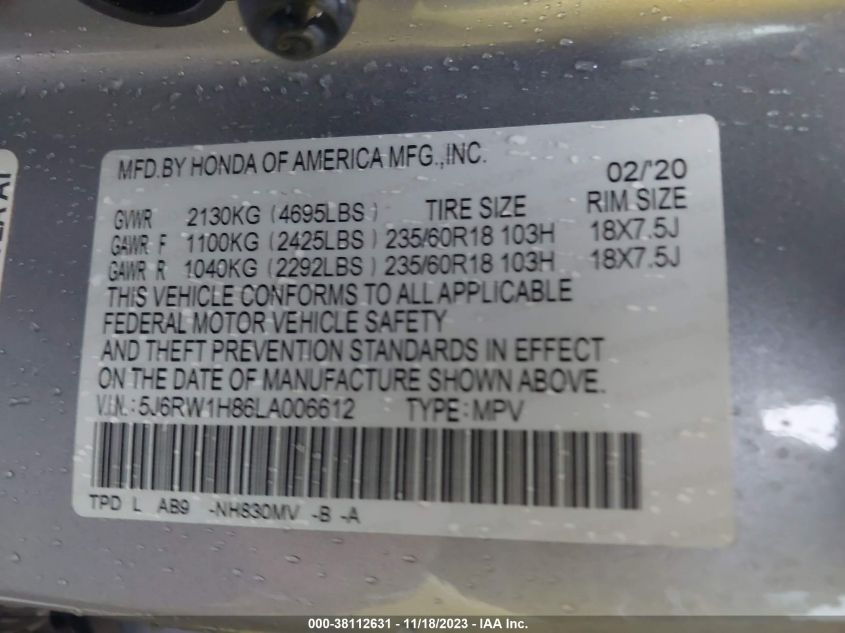 MFD.BY HONDA OF AMERICA MFG.,INC. 02/'20
GVWR 2130KG (4695LBS) TIRE SIZE RIM SIZE
GAWR F 1100KG (2425LBS) 235/60R18 103H 18X7.5J
GAWR R 1040KG (2292LBS) 235/60R18 103H 18X7.5J
THIS VEHICLE CONFORMS TO ALL APPLICABLE
FEDERAL MOTOR VEHICLE SAFETY
AND THEFT PREVENTION STANDARDS IN EFFECT
ON THE DATE OF MANUFACTURE SHOWN ABOVE.
V.I.N.: 5J6RW1H86LA006612 TYPE: MPV
TPD L AB9 -NH830MV -B -A
000-38112631 - 11/18/2023 - IAA Inc.